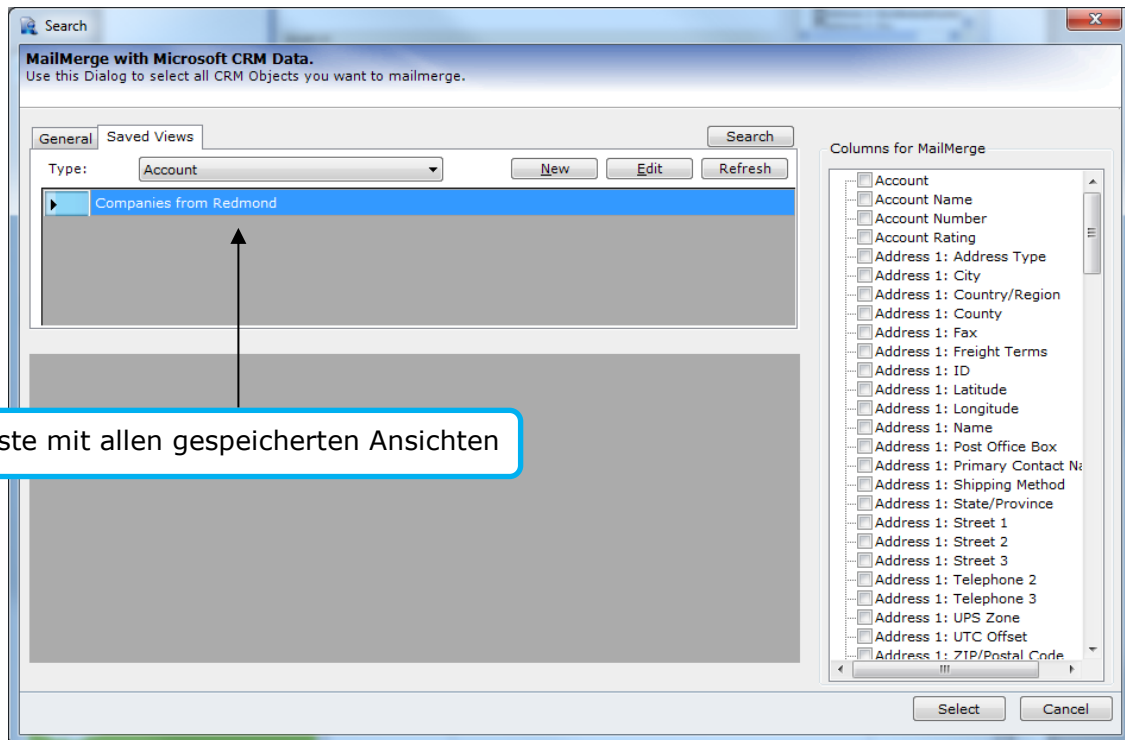 Search
MailMerge with Microsoft CRM Data.
Use this Dialog to select all CRM Objects you want to mailmerge.
General
Saved Views
Search
Type:
Account
New
Edit
Refresh
Companies from Redmond
ste mit allen gespeicherten Ansichten
Columns for MailMerge
Account
Account Name
Account Number
Account Rating
Address 1: Address Type
Address 1: City
Address 1: Country/Region
Address 1: County
Address 1: Fax
Address 1: Freight Terms
Address 1: ID
Address 1: Latitude
Address 1: Longitude
Address 1: Name
Address 1: Post Office Box
Address 1: Primary Contact Na
Address 1: Shipping Method
Address 1: State/Province
Address 1: Street 1
Address 1: Street 2
Address 1: Street 3
Address 1: Telephone 2
Address 1: Telephone 3
Address 1: UPS Zone
Address 1: UTC Offset
Address 1: ZIP/Postal Code
Select
Cancel